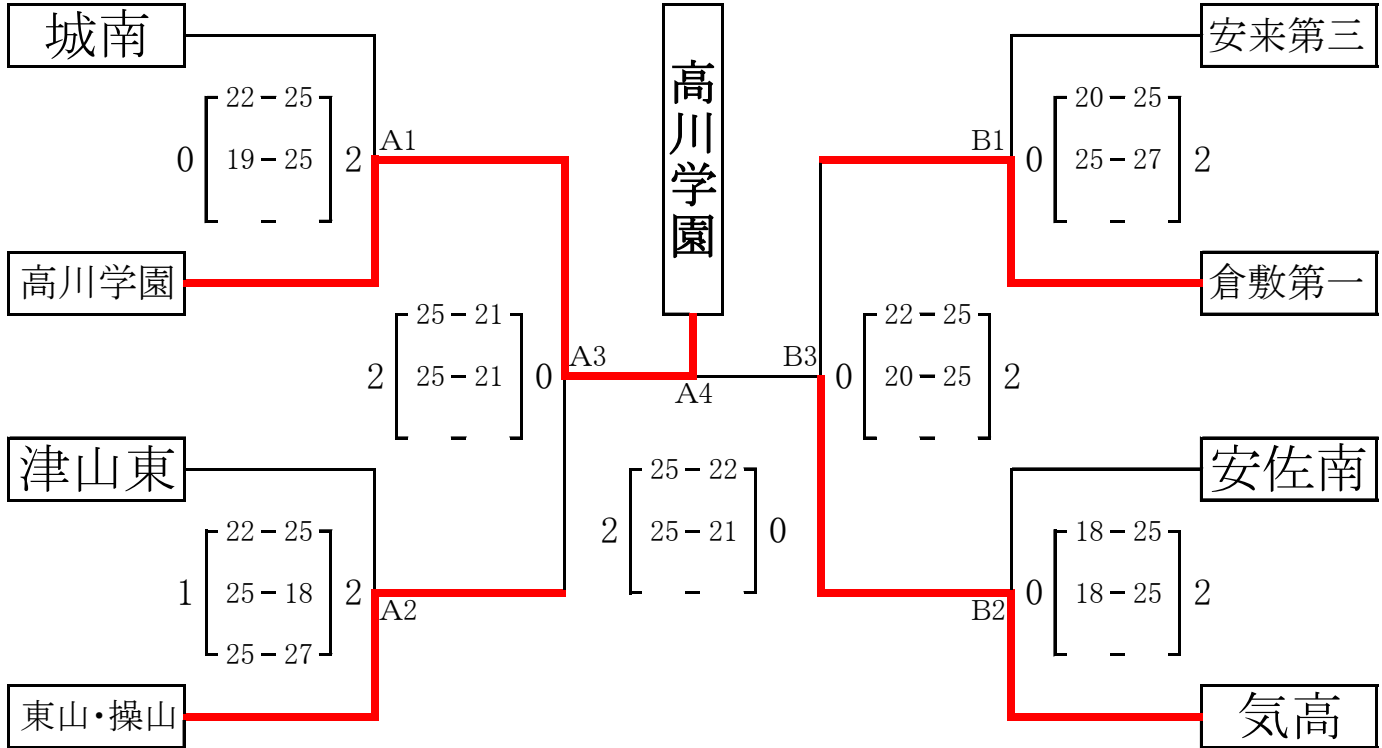 城南
高川学園
安来第三
22－25
0 19－25 2
－
A1
20－25
B1 0 25－27 2
－
高川学園
倉敷第一
25－21
2 25－21 0
－
A3
A4
B3
22－25
0 20－25 2
－
津山東
安佐南
25－22
2 25－21 0
－
22－25
1 25－18 2
25－27
A2
18－25
B2 0 18－25 2
－
東山・操山
気高